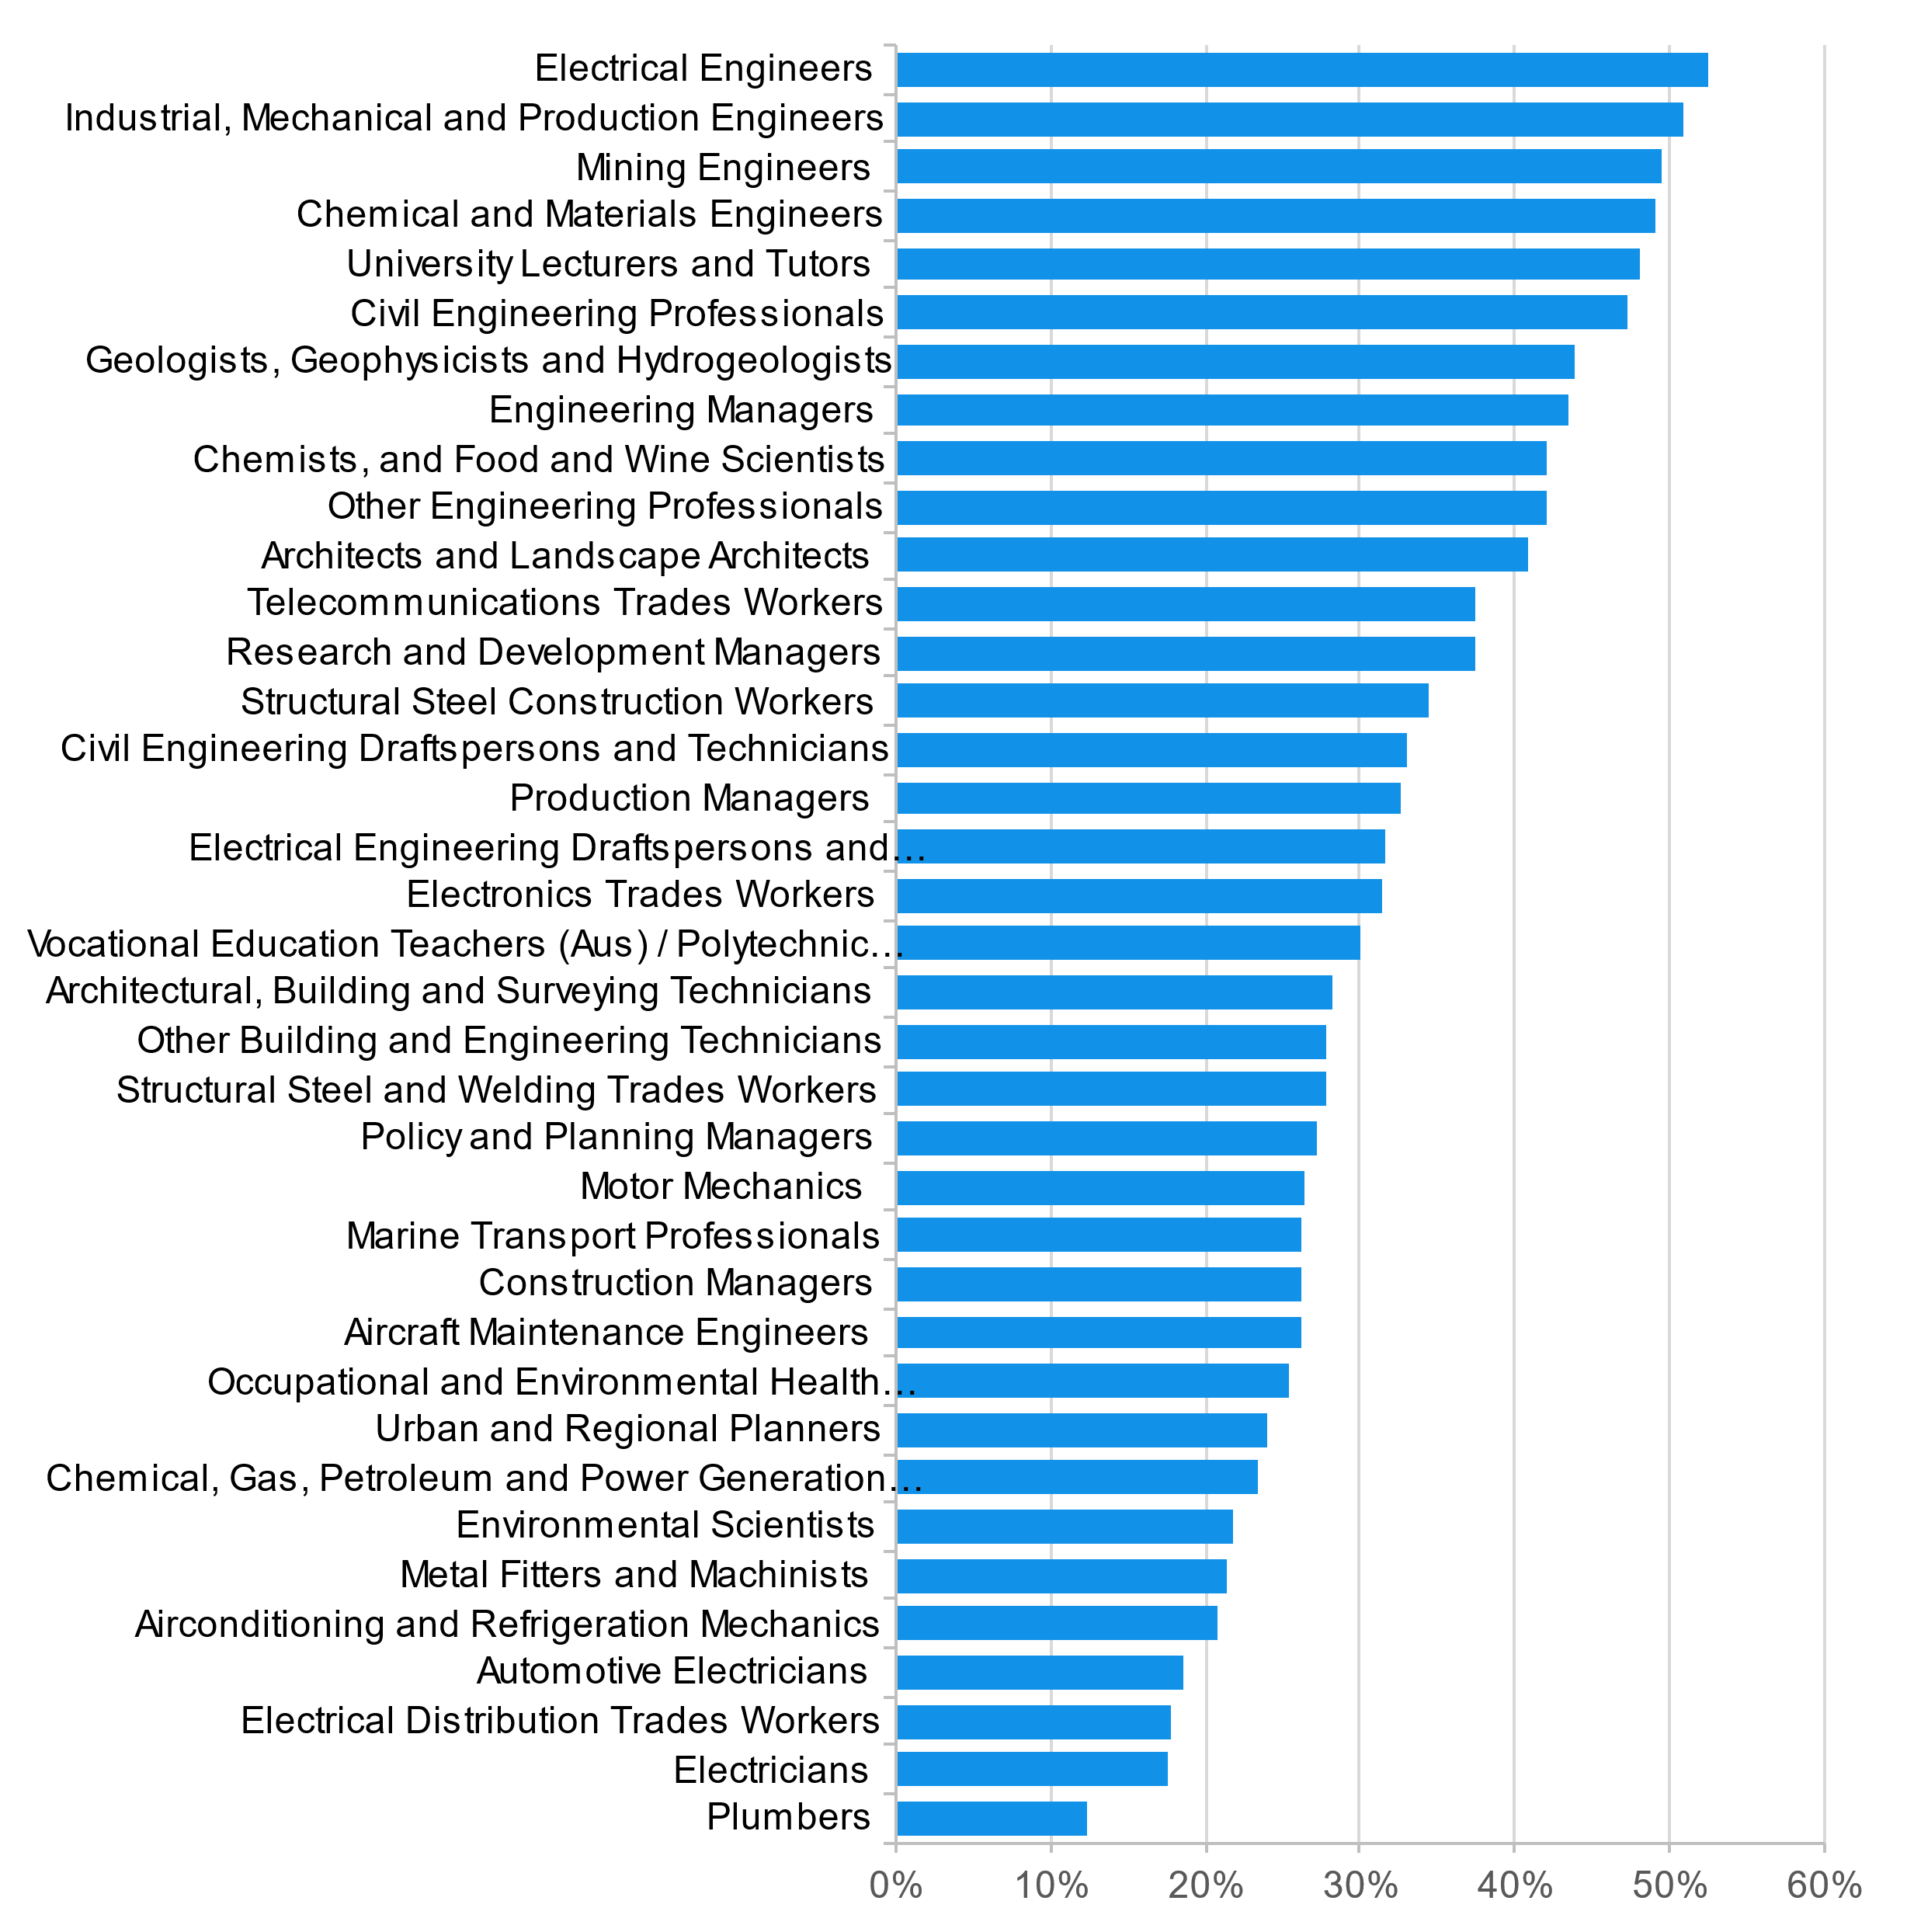 Electrical Engineers
Industrial, Mechanical and Production Engineers
Mining Engineers
Chemical and Materials Engineers
University Lecturers and Tutors
Civil Engineering Professionals
Geologists, Geophysicists and Hydrogeologists
Engineering Managers
Chemists, and Food and Wine Scientists
Other Engineering Professionals
Architects and Landscape Architects
Telecommunications Trades Workers
Research and Development Managers
Structural Steel Construction Workers
Civil Engineering Draftspersons and Technicians
Production Managers
Electrical Engineering Draftspersons and…
Electronics Trades Workers
Vocational Education Teachers (Aus) / Polytechnic…
Architectural, Building and Surveying Technicians
Other Building and Engineering Technicians
Structural Steel and Welding Trades Workers
Policy and Planning Managers
Motor Mechanics
Marine Transport Professionals
Construction Managers
Aircraft Maintenance Engineers
Occupational and Environmental Health…
Urban and Regional Planners
Chemical, Gas, Petroleum and Power Generation…
Environmental Scientists
Metal Fitters and Machinists
Airconditioning and Refrigeration Mechanics
Automotive Electricians
Electrical Distribution Trades Workers
Electricians
Plumbers
0% 10% 20% 30% 40% 50% 60%